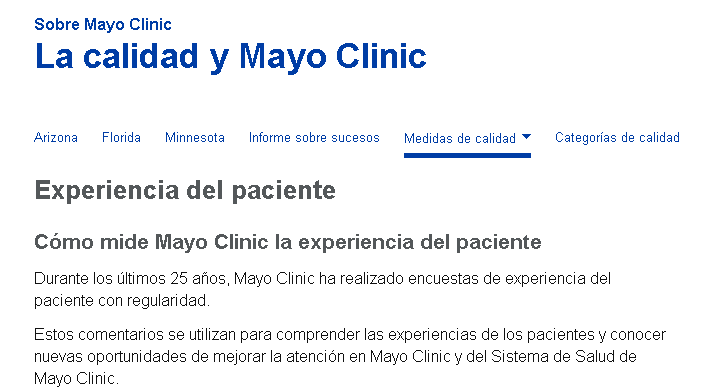 Sobre Mayo Clinic
La calidad y Mayo Clinic
Arizona Florida Minnesota Informe sobre sucesos Medidas de calidad Categorías de calidad
Experiencia del paciente
Cómo mide Mayo Clinic la experiencia del paciente
Durante los últimos 25 años, Mayo Clinic ha realizado encuestas de experiencia del
paciente con regularidad.
Estos comentarios se utilizan para comprender las experiencias de los pacientes y conocer
nuevas oportunidades de mejorar la atención en Mayo Clinic y del Sistema de Salud de
Mayo Clinic.